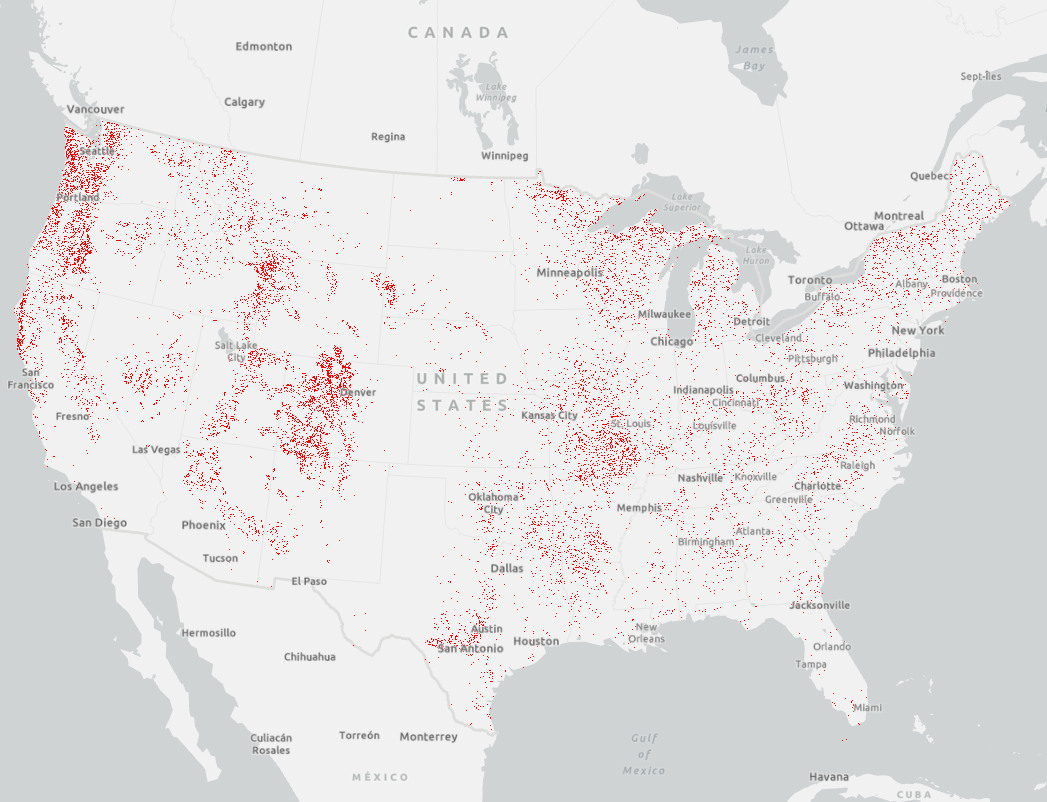 CANADA
Edmonton
James
Bay
Sept-Îles
Calgary
Lake
Winnipeg
Vancouver
Regina
Winnipeg
Seattle
Quebec
Portland
Lake
Superior
Montreal
Ottawa
Lake
Huron
Minneapolis
Toronto
Boston
Albany
Buffalo
Providence
Milwaukee
Detroit
New York
Chicago
Cleveland
Salt Lake
City
Philadelphia
Pittsburgh
San
Francisco
UNITED
STATES
Columbus
Washington
Denver
Indianapolis
Cincinnati
Fresno
Kansas City
St. Louis
Louisville
Richmond
Norfolk
Las Vegas
Raleigh
Nashville
Knoxville
Los Angeles
Charlotte
Oklahoma
City
Greenville
Memphis
San Diego
Phoenix
Atlanta
Birmingham
Tucson
Dallas
El Paso
Jacksonville
Hermosillo
Austin
New
Orleans
Houston
San Antonio
Orlando
Chihuahua
Tampa
Miami
Culiacán
Rosales
Torreón
Monterrey
Gulf
of
Mexico
MÉXICO
Havana
CUBA